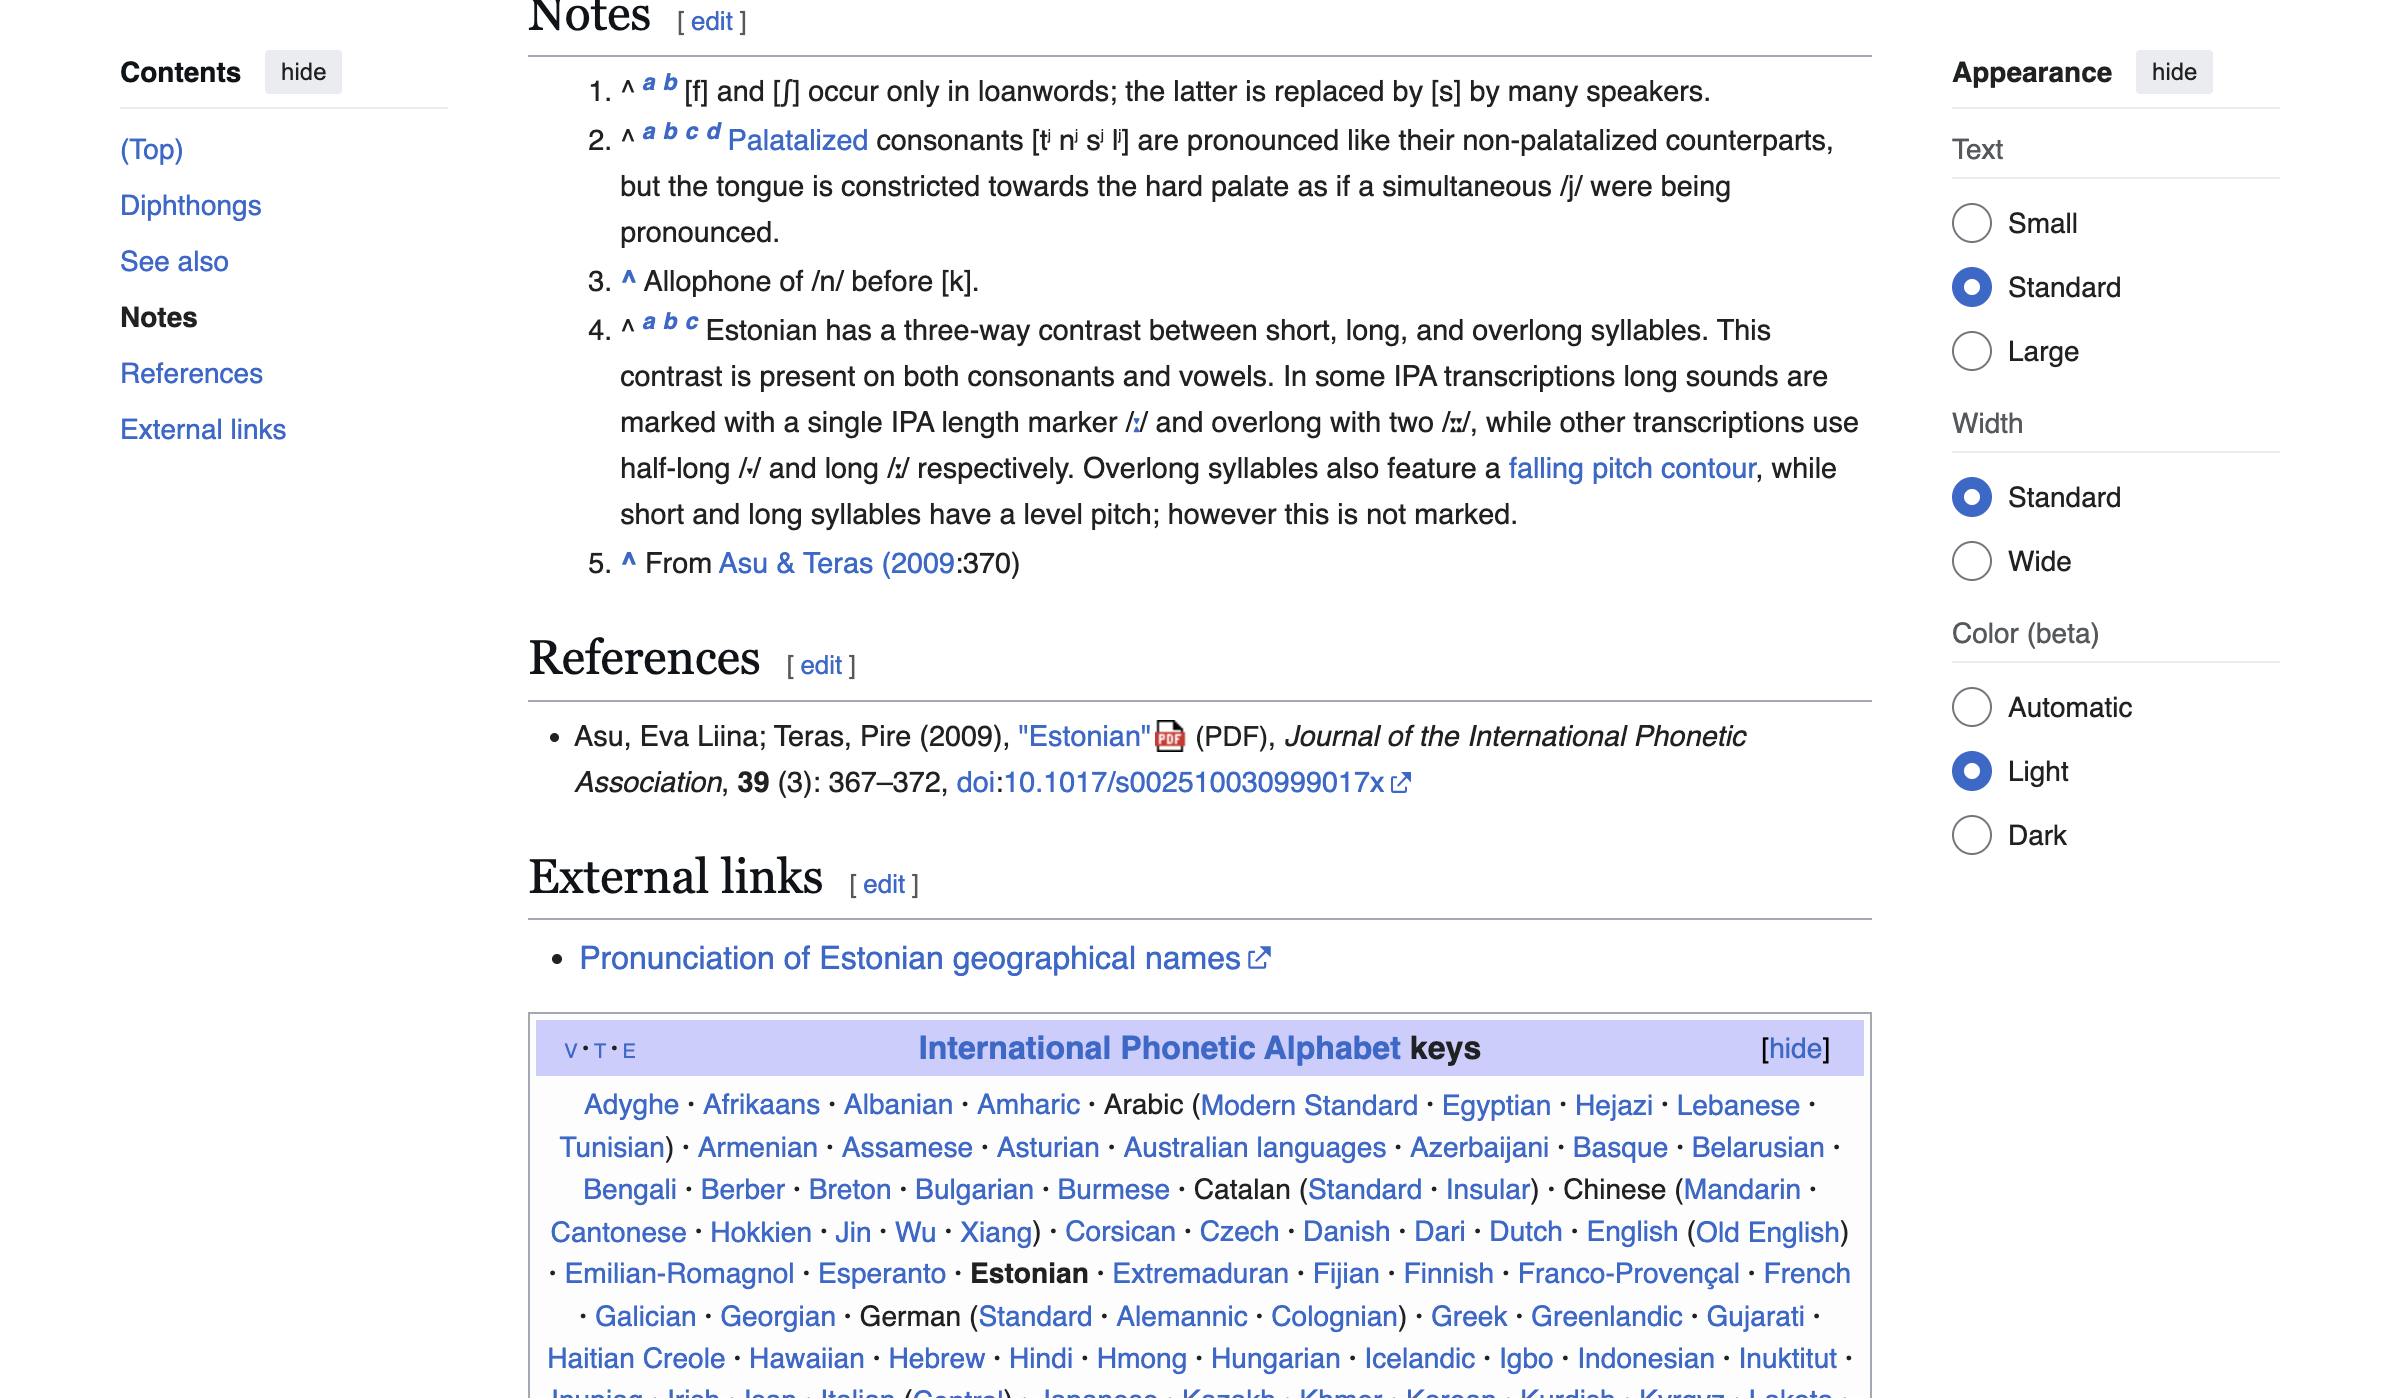 Notes [ edit ]
Contents hide
(Top)
Diphthongs
See also
Notes
References
External links
1. ^ a b [f] and [ʃ] occur only in loanwords; the latter is replaced by [s] by many speakers.
2. ^ a b c d Palatalized consonants [tʲ nʲ sʲ lʲ] are pronounced like their non-palatalized counterparts,
but the tongue is constricted towards the hard palate as if a simultaneous /j/ were being
pronounced.
3. ^ Allophone of /n/ before [k].
4. ^ a b c Estonian has a three-way contrast between short, long, and overlong syllables. This
contrast is present on both consonants and vowels. In some IPA transcriptions long sounds are
marked with a single IPA length marker /ː/ and overlong with two /ːː/, while other transcriptions use
half-long /ˑ/ and long /ː/ respectively. Overlong syllables also feature a falling pitch contour, while
short and long syllables have a level pitch; however this is not marked.
5. ^ From Asu & Teras (2009:370)
References [ edit ]
• Asu, Eva Liina; Teras, Pire (2009), "Estonian" PDF (PDF), Journal of the International Phonetic
Association, 39 (3): 367–372, doi:10.1017/s002510030999017x
External links [ edit ]
• Pronunciation of Estonian geographical names
V · T · E International Phonetic Alphabet keys [hide]
Adyghe · Afrikaans · Albanian · Amharic · Arabic (Modern Standard · Egyptian · Hejazi · Lebanese ·
Tunisian) · Armenian · Assamese · Asturian · Australian languages · Azerbaijani · Basque · Belarusian ·
Bengali · Berber · Breton · Bulgarian · Burmese · Catalan (Standard · Insular) · Chinese (Mandarin ·
Cantonese · Hokkien · Jin · Wu · Xiang) · Corsican · Czech · Danish · Dari · Dutch · English (Old English)
· Emilian-Romagnol · Esperanto · Estonian · Extremaduran · Fijian · Finnish · Franco-Provençal · French
· Galician · Georgian · German (Standard · Alemannic · Colognian) · Greek · Greenlandic · Gujarati ·
Haitian Creole · Hawaiian · Hebrew · Hindi · Hmong · Hungarian · Icelandic · Igbo · Indonesian · Inuktitut ·
Appearance hide
Text
Small
Standard
Large
Width
Standard
Wide
Color (beta)
Automatic
Light
Dark